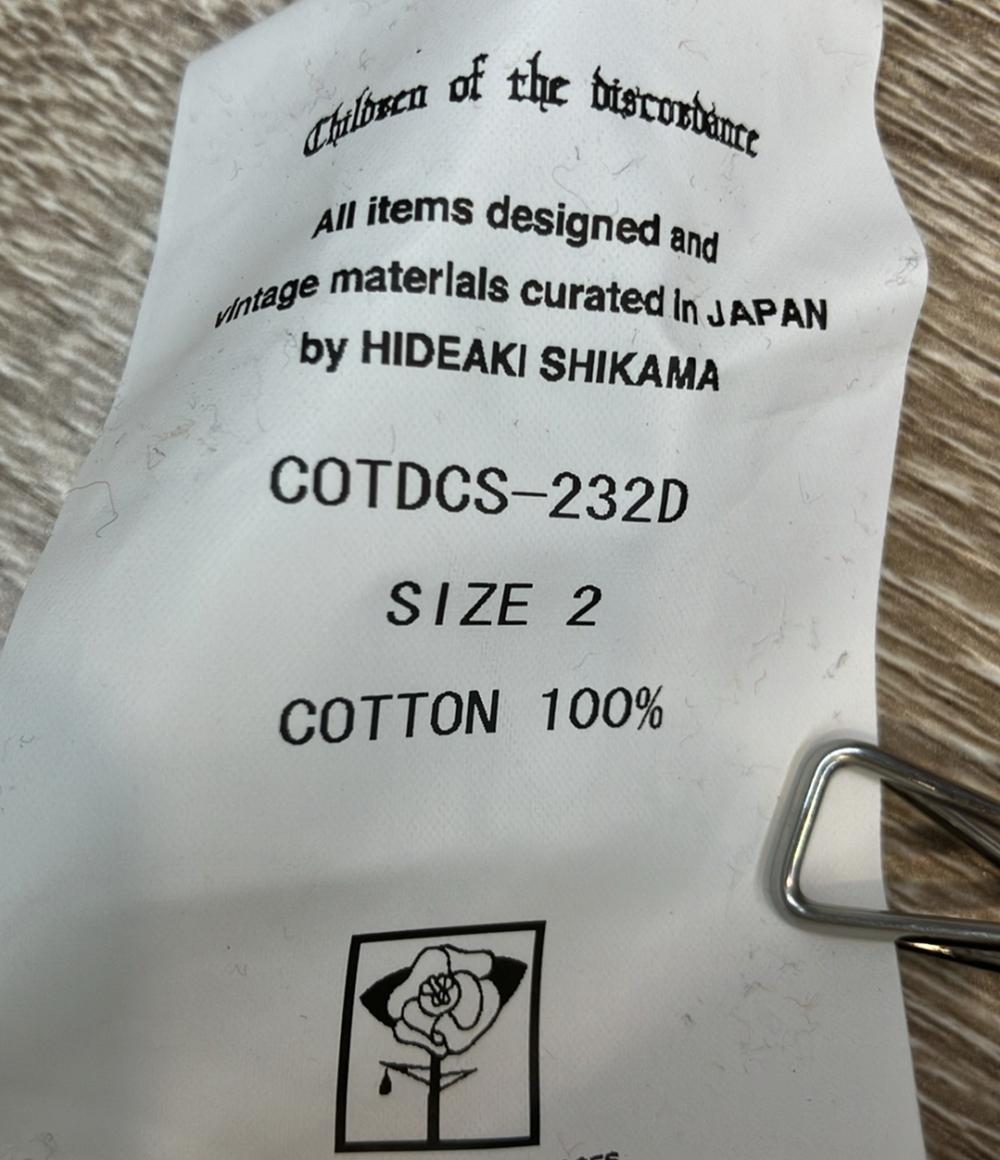 Children of the discordance
All items designed and
vintage materials curated in JAPAN
by HIDEAKI SHIKAMA
COTDCS-232D
SIZE 2
COTTON 100%